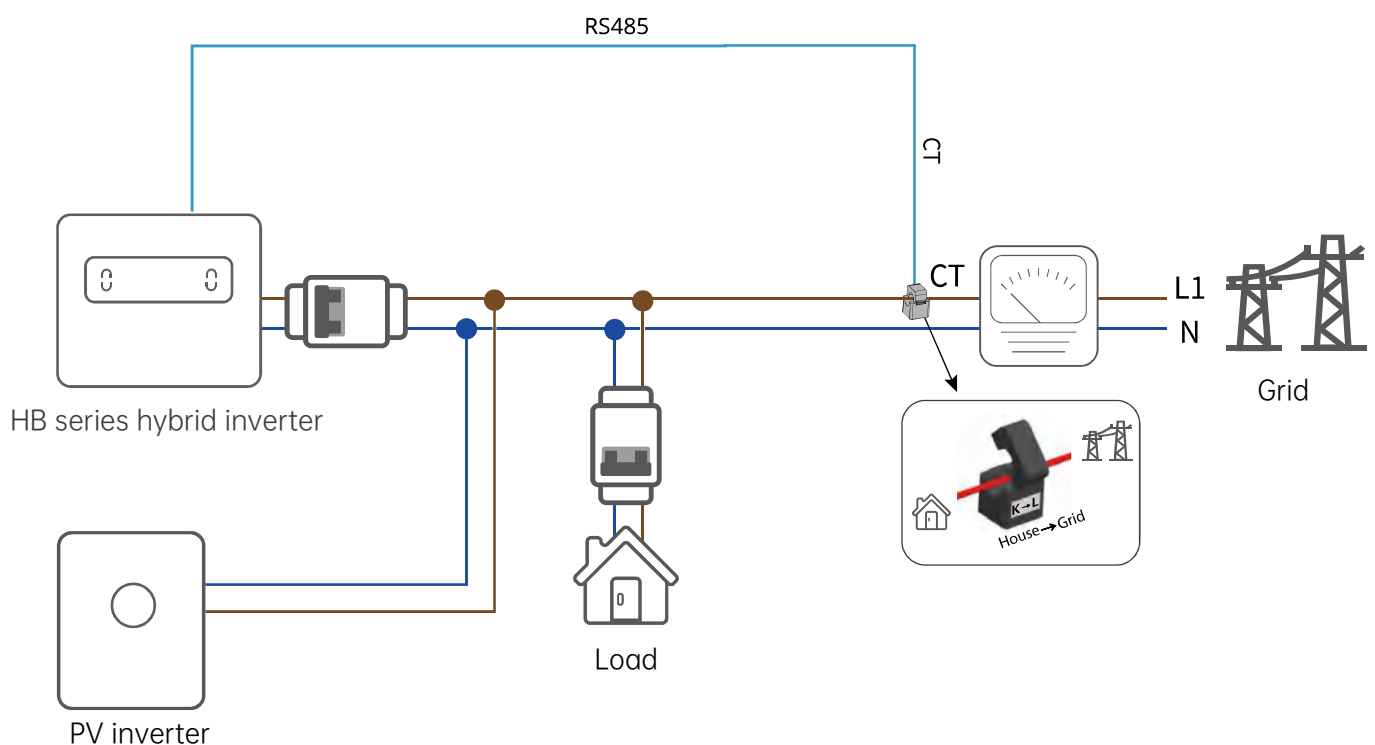 RS485
CT
CT
L1
N
Grid
HB series hybrid inverter
K→L
House→Grid
Load
PV inverter